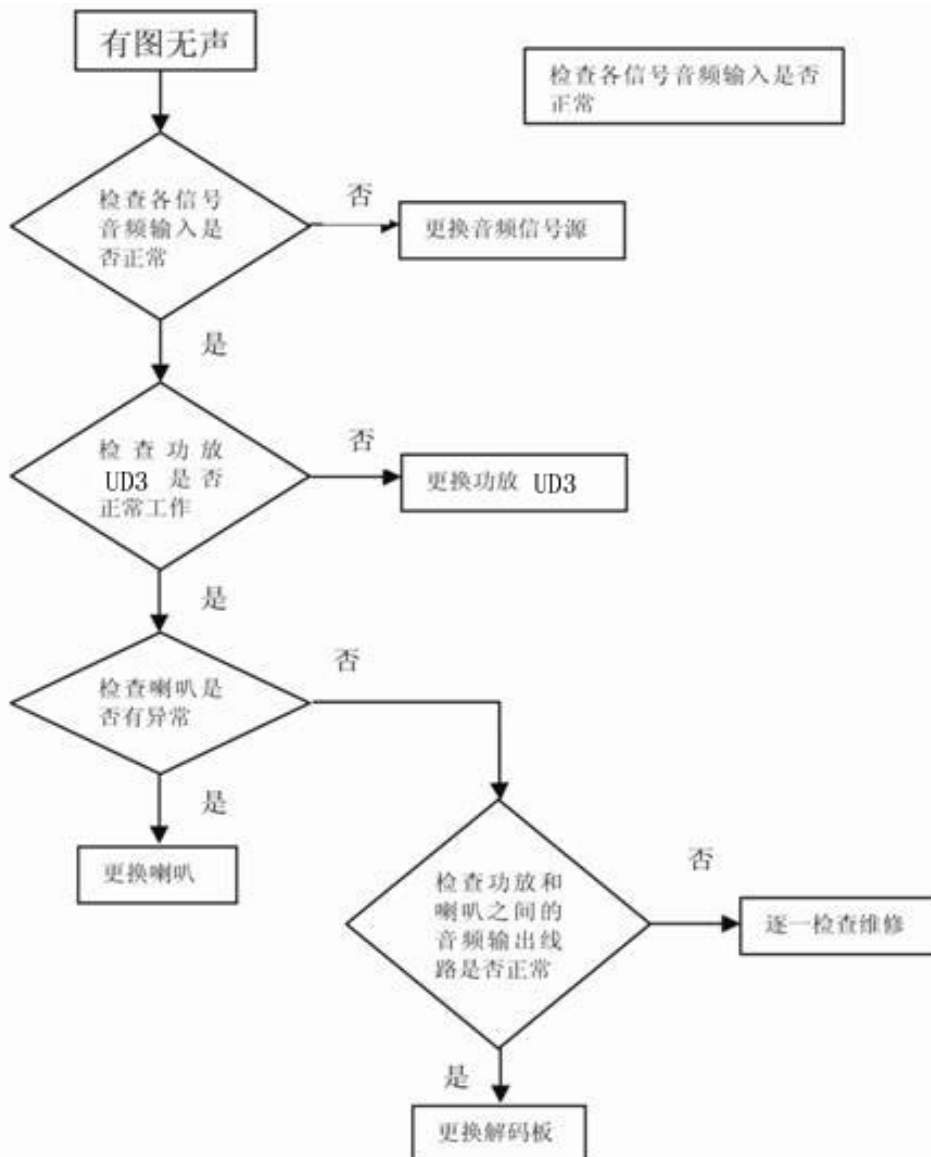 有图无声
检查各信号音频输入是否
正常
检查各信号
音频输入是
否正常
否
更换音频信号源
是
检查功放
UD3 是否
正常工作
否
更换功放 UD3
是
检查喇叭是
否有异常
否
是
更换喇叭
检查功放和
喇叭之间的
音频输出线
路是否正常
否
逐一检查维修
是
更换解码板